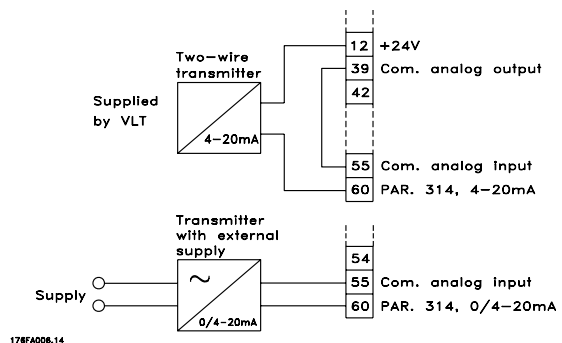 12 +24V
Two-wire
transmitter
39 Com. analog output
42
Supplied
by VLT
4-20mA
55 Com. analog input
60 PAR. 314, 4-20mA
Transmitter
with external
supply
54
~
55 Com. analog input
Supply
60 PAR. 314, 0/4-20mA
0/4-20mA
176FA006.14